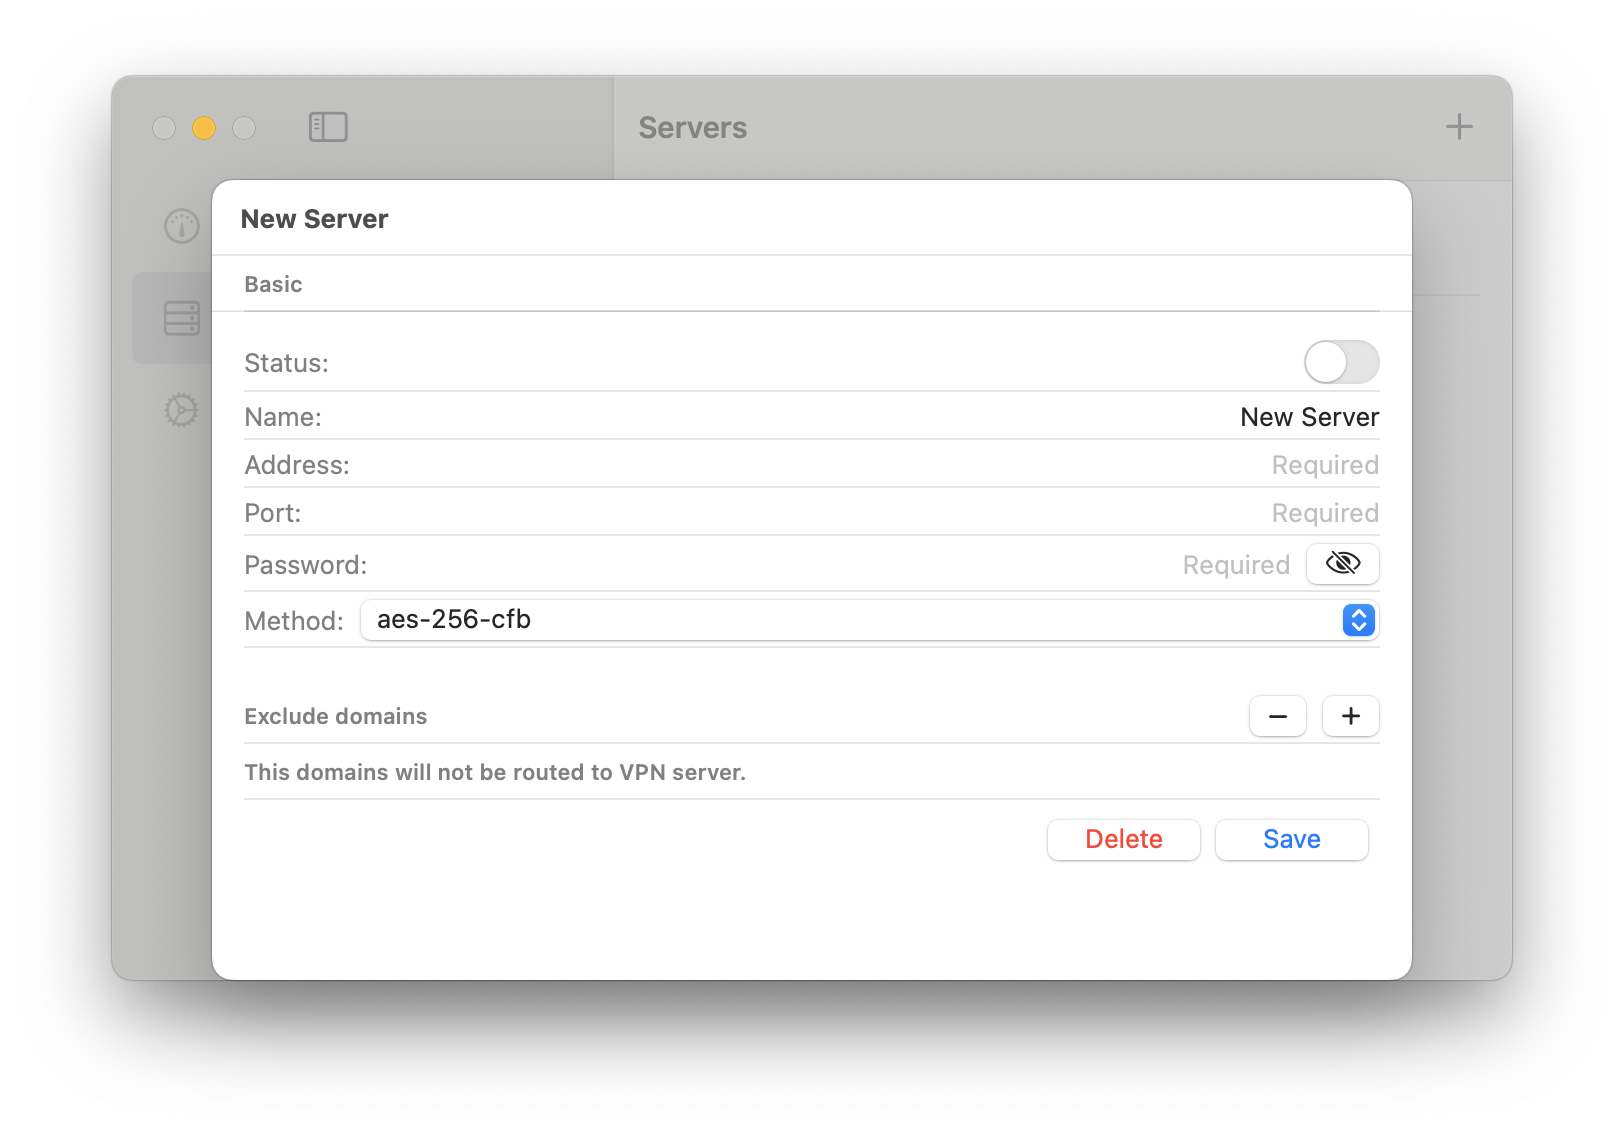 Servers
New Server
Basic
Status:
Name: New Server
Address: Required
Port: Required
Password: Required
Method: aes-256-cfb
Exclude domains
This domains will not be routed to VPN server.
Delete Save